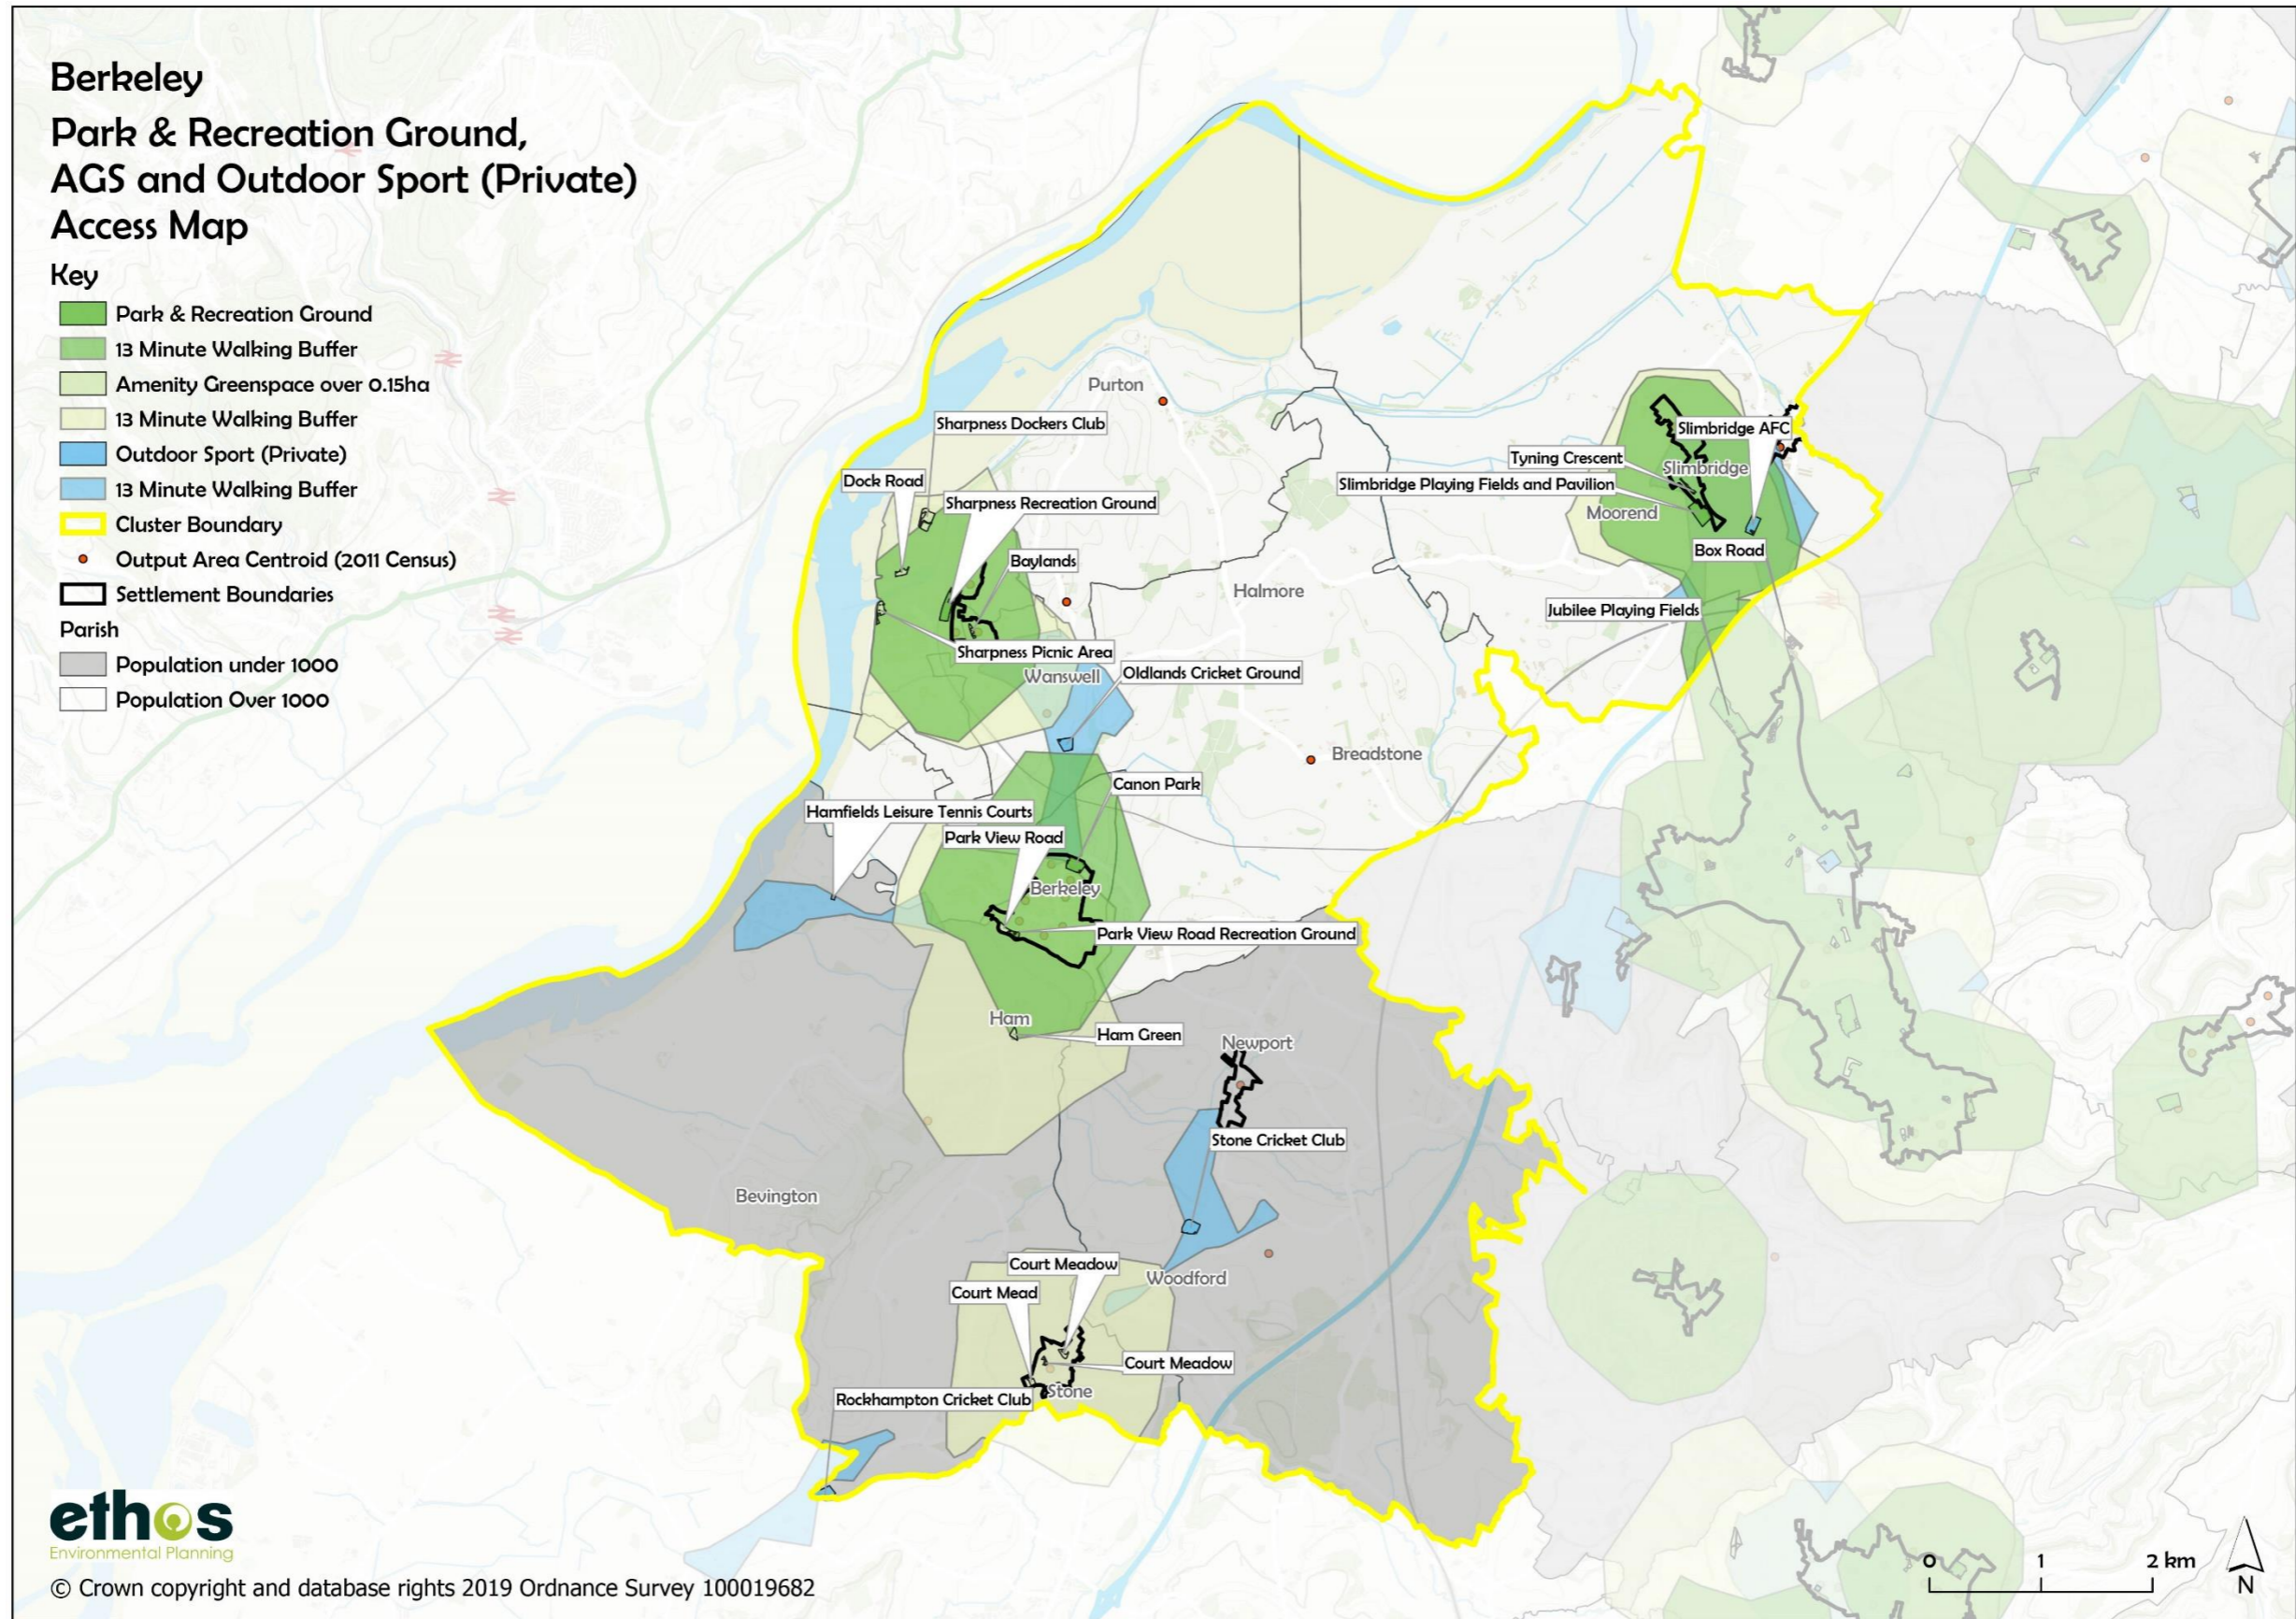 Berkeley
Park & Recreation Ground,
AGS and Outdoor Sport (Private)
Access Map
Key
Park & Recreation Ground
13 Minute Walking Buffer
Amenity Greenspace over 0.15ha
13 Minute Walking Buffer
Outdoor Sport (Private)
13 Minute Walking Buffer
Cluster Boundary
Output Area Centroid (2011 Census)
Settlement Boundaries
Parish
Population under 1000
Population Over 1000
Purton
Sharpness Dockers Club
Slimbridge AFC
Tyning Crescent
Slimbridge
Dock Road
Slimbridge Playing Fields and Pavilion
Sharpness Recreation Ground
Moorend
Box Road
Baylands
Halmore
Jubilee Playing Fields
Sharpness Picnic Area
Wanswell
Oldlands Cricket Ground
Breadstone
Canon Park
Hamfields Leisure Tennis Courts
Park View Road
Berkeley
Park View Road Recreation Ground
Ham
Ham Green
Newport
Stone Cricket Club
Bevington
Court Meadow
Woodford
Court Mead
Court Meadow
Stone
Rockhampton Cricket Club
ethos
Environmental Planning
© Crown copyright and database rights 2019 Ordnance Survey 100019682
0 1 2 km
N